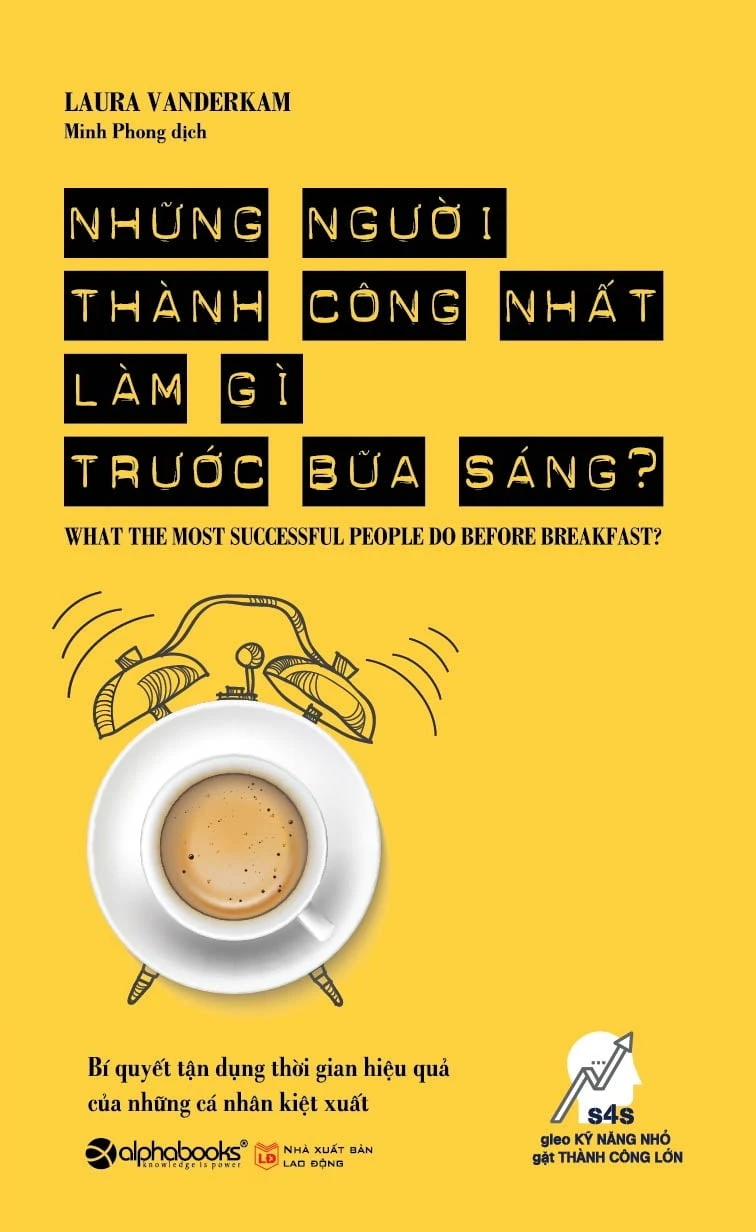 LAURA VANDERKAM
Minh Phong dịch
NHỮNG NGƯỜI
THÀNH CÔNG NHẤT
LÀM GÌ
TRƯỚC BỮA SÁNG?
WHAT THE MOST SUCCESSFUL PEOPLE DO BEFORE BREAKFAST?
Bí quyết tận dụng thời gian hiệu quả
của những cá nhân kiệt xuất
s4s
gieo KỸ NĂNG NHỎ
gặt THÀNH CÔNG LỚN
alphabooks®
knowledge is power
LĐ
NHÀ XUẤT BẢN
LAO ĐỘNG